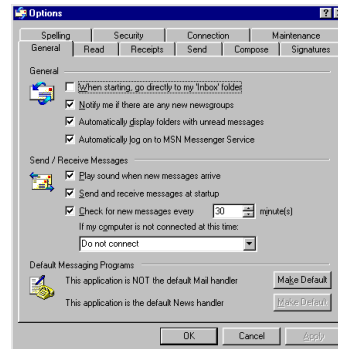 Options
Spelling Security Connection Maintenance
General Read Receipts Send Compose Signatures
General
When starting, go directly to my 'Inbox' folder
Notify me if there are any new newsgroups
Automatically display folders with unread messages
Automatically log on to MSN Messenger Service
Send / Receive Messages
Play sound when new messages arrive
Send and receive messages at startup
Check for new messages every 30 minute(s)
If my computer is not connected at this time:
Do not connect
Default Messaging Programs
This application is NOT the default Mail handler Make Default
This application is the default News handler Make Default
OK Cancel Apply